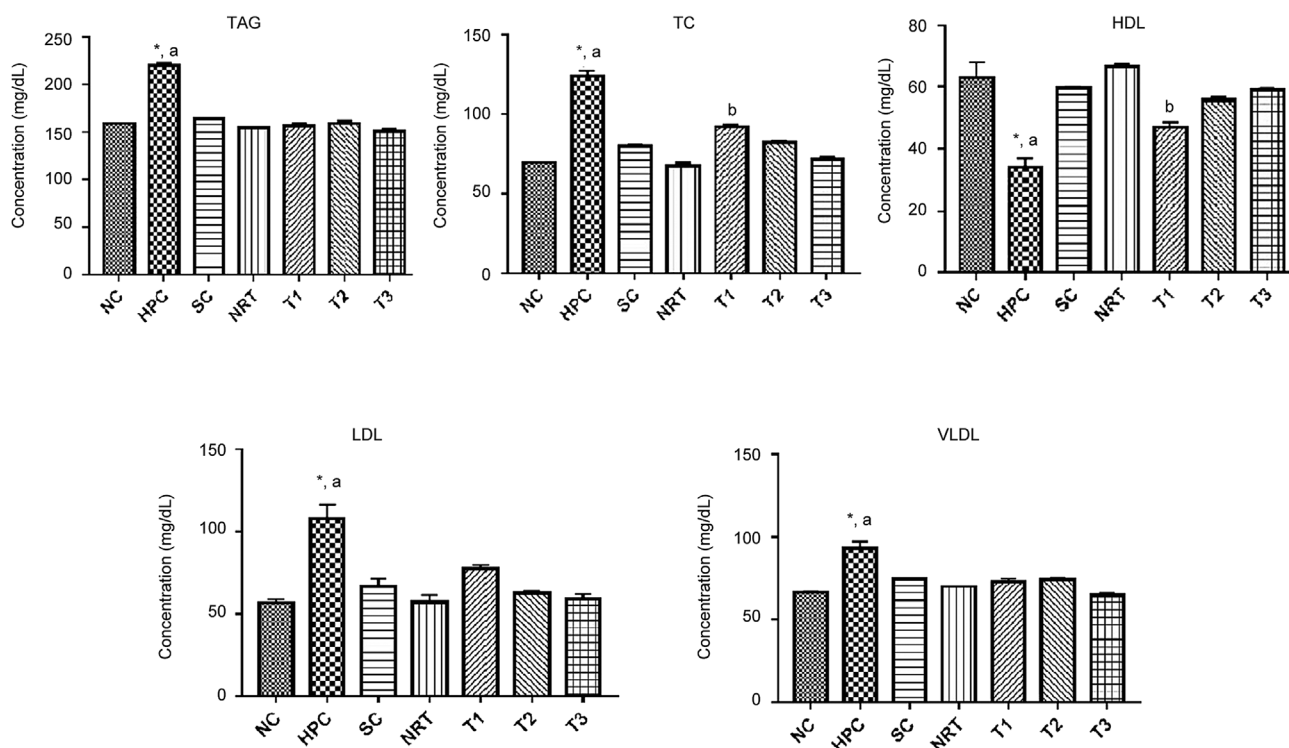 TAG
Concentration (mg/dL)
250
200
150
100
50
0
*, a
NC
HPC
SC
NRT
T1
T2
T3
TC
Concentration (mg/dL)
150
100
50
0
*, a
b
NC
HPC
SC
NRT
T1
T2
T3
HDL
Concentration (mg/dL)
80
60
40
20
0
*, a
b
NC
HPC
SC
NRT
T1
T2
T3
LDL
Concentration (mg/dL)
150
100
50
0
*, a
NC
HPC
SC
NRT
T1
T2
T3
VLDL
Concentration (mg/dL)
150
100
50
0
*, a
NC
HPC
SC
NRT
T1
T2
T3